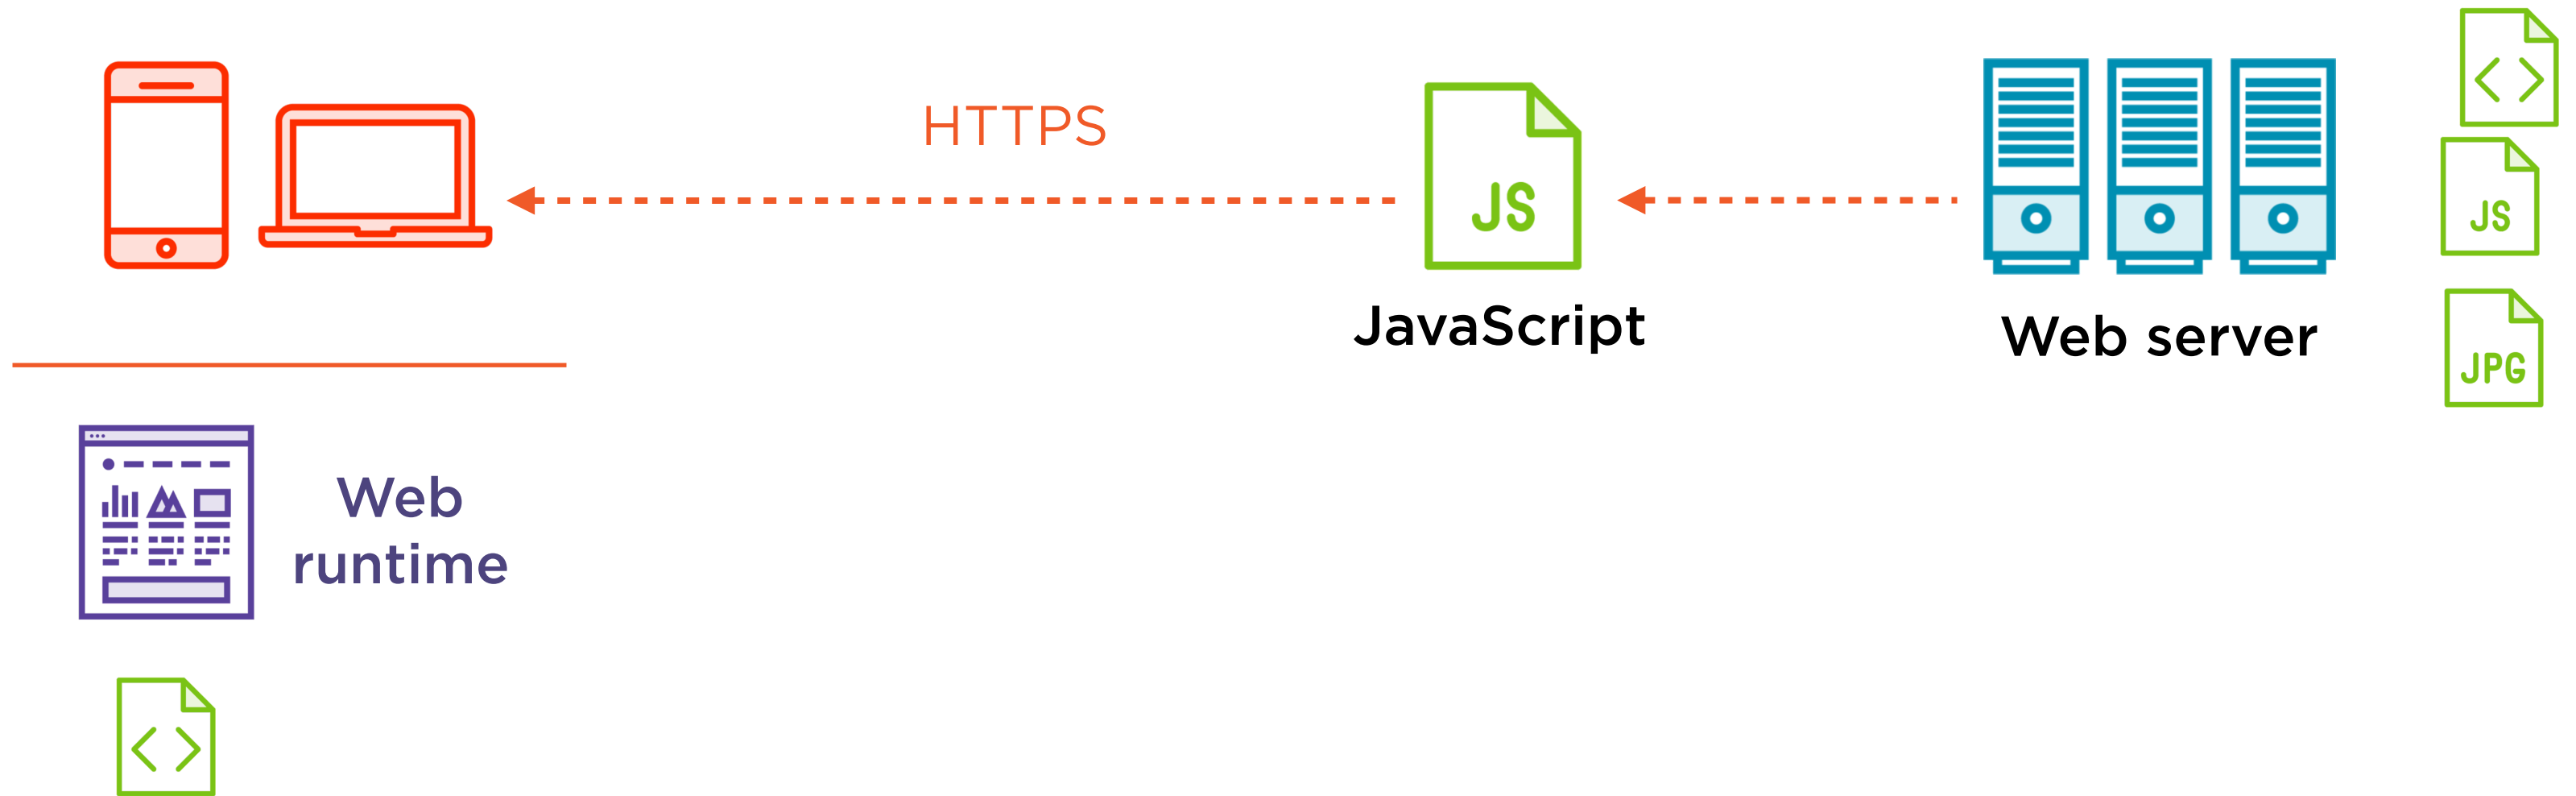 HTTPS
JS
JavaScript
Web server
JS
JPG
Web
runtime